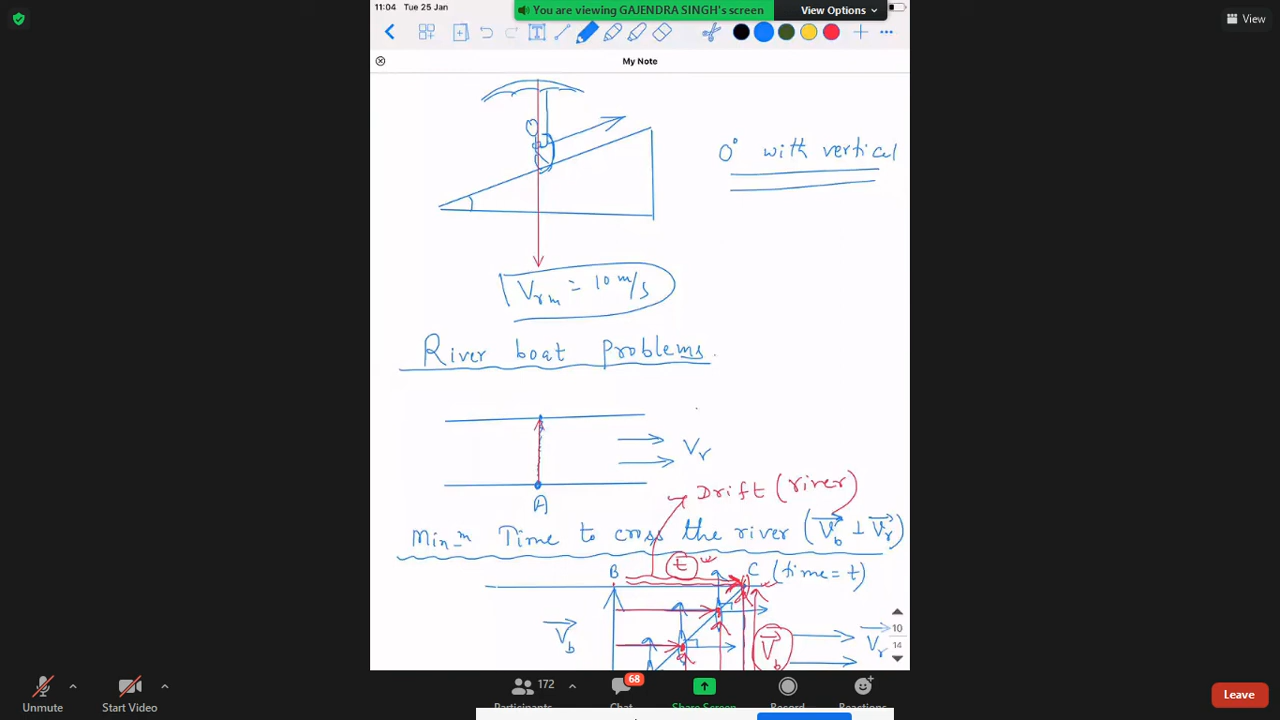 11:04 Tue 25 Jan
You are viewing GAJENDRA SINGH's screen
View Options
View
My Note
0° with vertical
Vrm = 10 m/s
River boat problems.
Vr
A
Drift (river)
Min-m Time to cross the river (Vb ⊥ Vr)
B
t
C
(time = t)
Vb
Vb
Vr
10
14
68
172
Unmute
Start Video
Participants
Chat
Share Screen
Record
Reactions
Leave